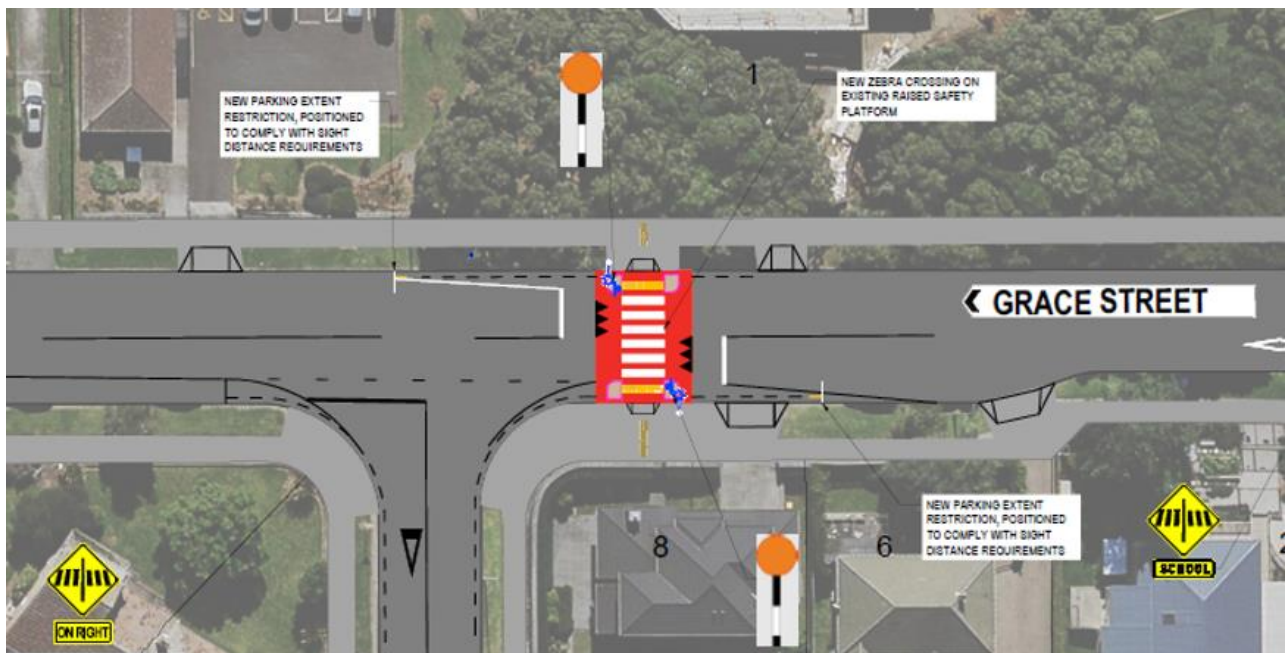 1
NEW ZEBRA CROSSING ON
EXISTING RAISED SAFETY
PLATFORM
NEW PARKING EXTENT
RESTRICTION, POSITIONED
TO COMPLY WITH SIGHT
DISTANCE REQUIREMENTS
GRACE STREET
NEW PARKING EXTENT
RESTRICTION, POSITIONED
TO COMPLY WITH SIGHT
DISTANCE REQUIREMENTS
8
6
2
SCHOOL
ON RIGHT